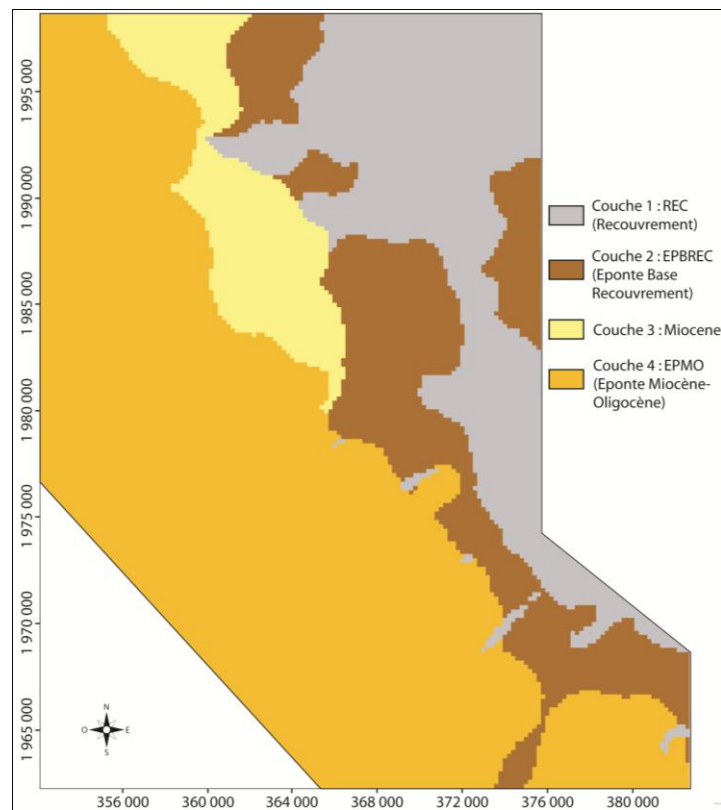 1 995 000
1 990 000
1 985 000
1 980 000
1 975 000
1 970 000
1 965 000
Couche 1 : REC
(Recouvrement)
Couche 2 : EPBREC
(Eponte Base
Recouvrement)
Couche 3 : Miocene
Couche 4 : EPMO
(Eponte Miocène-
Oligocène)
N
O
E
S
356 000
360 000
364 000
368 000
372 000
376 000
380 000